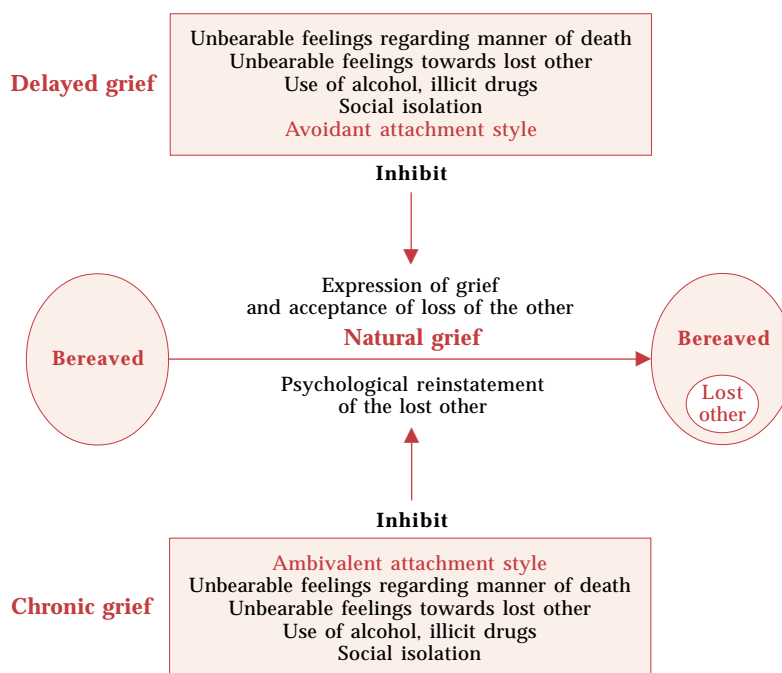 Unbearable feelings regarding manner of death
Unbearable feelings towards lost other
Delayed grief
Use of alcohol, illicit drugs
Social isolation
Avoidant attachment style
Inhibit
Expression of grief
and acceptance of loss of the other
Natural grief
Bereaved
Bereaved
Psychological reinstatement
of the lost other
Lost
other
Inhibit
Ambivalent attachment style
Unbearable feelings regarding manner of death
Chronic grief
Unbearable feelings towards lost other
Use of alcohol, illicit drugs
Social isolation